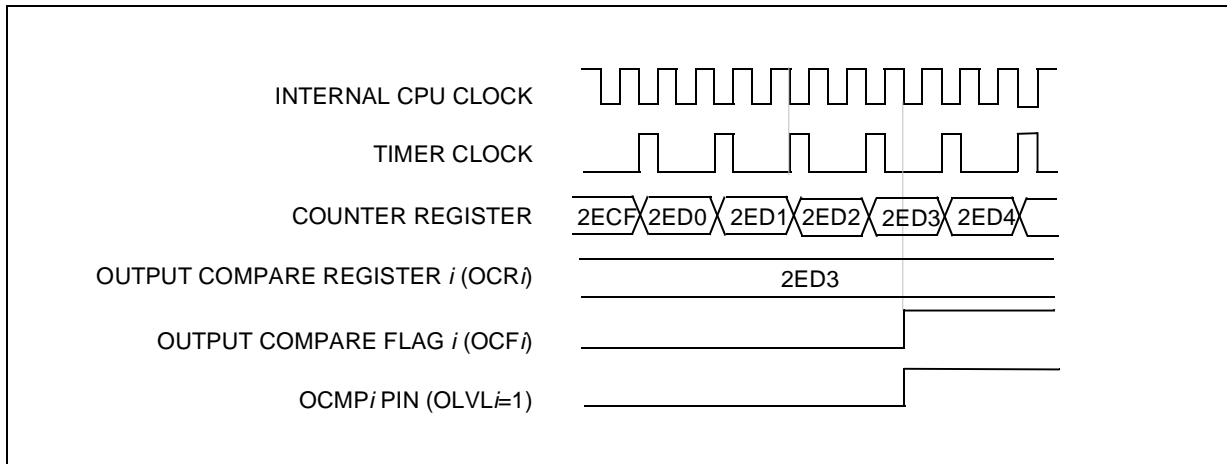 INTERNAL CPU CLOCK
TIMER CLOCK
COUNTER REGISTER 2ECF 2ED0 2ED1 2ED2 2ED3 2ED4
OUTPUT COMPARE REGISTER i (OCRi) 2ED3
OUTPUT COMPARE FLAG i (OCFi)
OCMPi PIN (OLVLi=1)